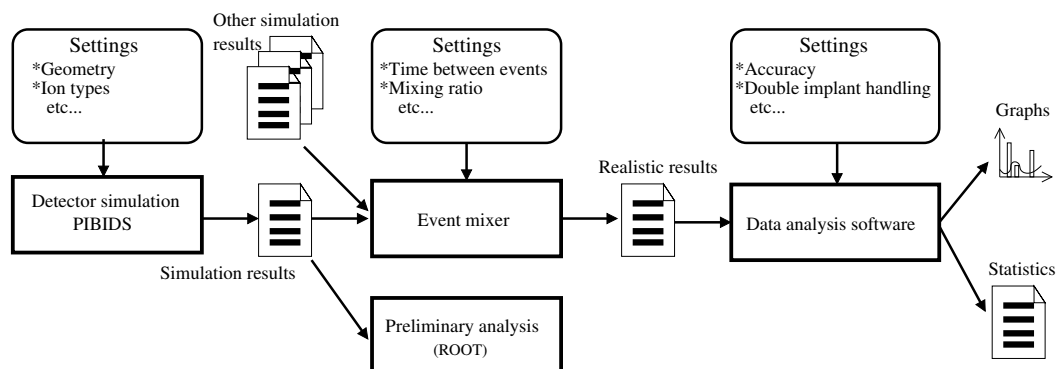 Settings
*Geometry
*Ion types
etc...
Other simulation
results
Settings
*Time between events
*Mixing ratio
etc...
Settings
*Accuracy
*Double implant handling
etc...
Graphs
Detector simulation
PIBIDS
Simulation results
Event mixer
Realistic results
Data analysis software
Statistics
Preliminary analysis
(ROOT)